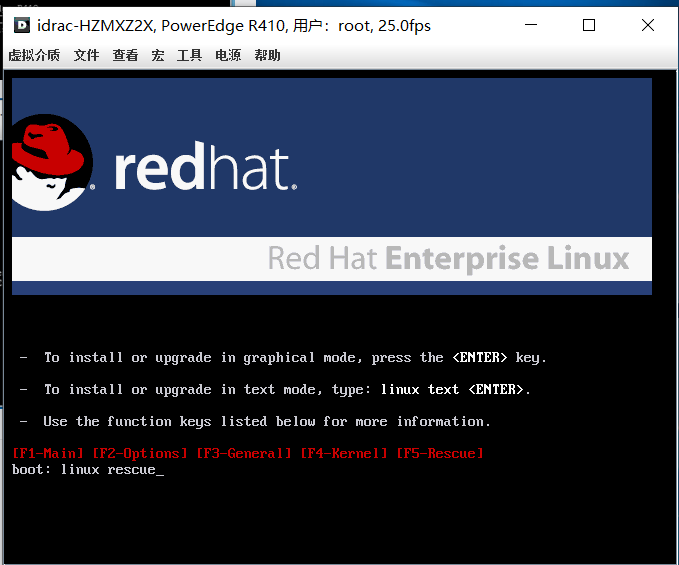 idrac-HZMXZ2X, PowerEdge R410, 用户：root, 25.0fps
虚拟介质 文件 查看 宏 工具 电源 帮助
redhat®
Red Hat Enterprise Linux
- To install or upgrade in graphical mode, press the <ENTER> key.
- To install or upgrade in text mode, type: linux text <ENTER>.
- Use the function keys listed below for more information.
[F1-Main] [F2-Options] [F3-General] [F4-Kernel] [F5-Rescue]
boot: linux rescue_